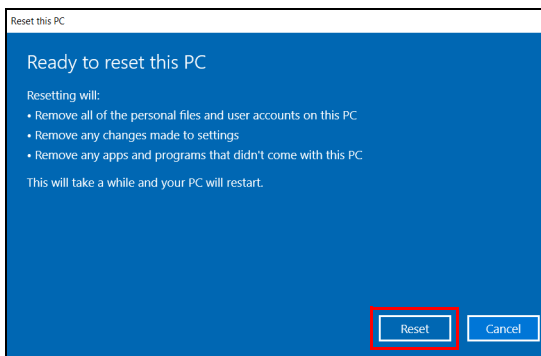 Reset this PC
Ready to reset this PC
Resetting will:
• Remove all of the personal files and user accounts on this PC
• Remove any changes made to settings
• Remove any apps and programs that didn't come with this PC
This will take a while and your PC will restart.
Reset Cancel